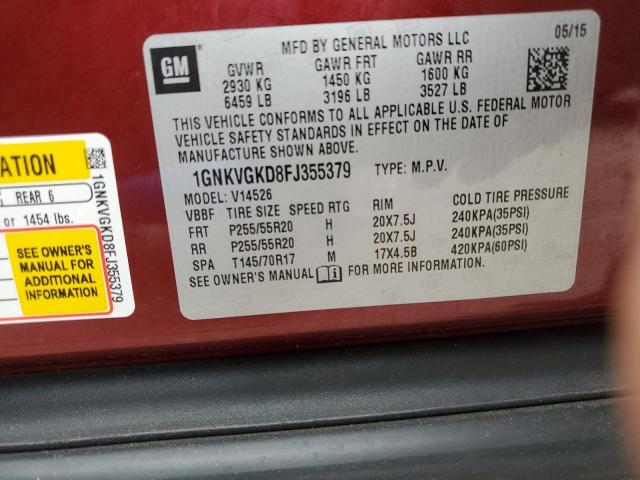 GM
MFD BY GENERAL MOTORS LLC
05/15
GVWR GAWR FRT GAWR RR
2930 KG 1450 KG 1600 KG
6459 LB 3196 LB 3527 LB
THIS VEHICLE CONFORMS TO ALL APPLICABLE U.S. FEDERAL MOTOR
VEHICLE SAFETY STANDARDS IN EFFECT ON THE DATE OF
MANUFACTURE SHOWN ABOVE.
1GNKVGKD8FJ355379 TYPE: M.P.V.
MODEL: V14526
VBBF TIRE SIZE SPEED RTG RIM COLD TIRE PRESSURE
FRT P255/55R20 H 20X7.5J 240KPA(35PSI)
RR P255/55R20 H 20X7.5J 240KPA(35PSI)
SPA T145/70R17 M 17X4.5B 420KPA(60PSI)
SEE OWNER'S MANUAL FOR MORE INFORMATION.
REAR 6
or 1454 lbs.
SEE OWNER'S
MANUAL FOR
ADDITIONAL
INFORMATION
1GNKVGKD8FJ355379